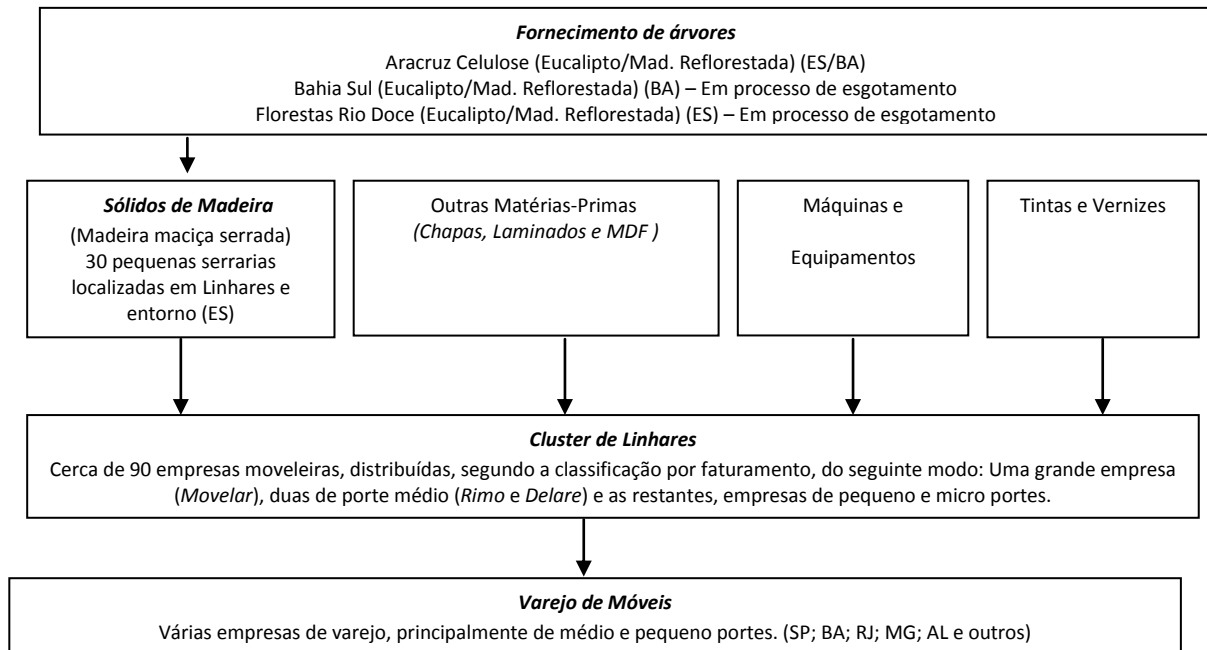 Fornecimento de árvores
Aracruz Celulose (Eucalipto/Mad. Reflorestada) (ES/BA)
Bahia Sul (Eucalipto/Mad. Reflorestada) (BA) – Em processo de esgotamento
Florestas Rio Doce (Eucalipto/Mad. Reflorestada) (ES) – Em processo de esgotamento
Sólidos de Madeira
(Madeira maciça serrada)
30 pequenas serrarias
localizadas em Linhares e
entorno (ES)
Outras Matérias-Primas
(Chapas, Laminados e MDF )
Máquinas e
Equipamentos
Tintas e Vernizes
Cluster de Linhares
Cerca de 90 empresas moveleiras, distribuídas, segundo a classificação por faturamento, do seguinte modo: Uma grande empresa
(Movelar), duas de porte médio (Rimo e Delare) e as restantes, empresas de pequeno e micro portes.
Varejo de Móveis
Várias empresas de varejo, principalmente de médio e pequeno portes. (SP; BA; RJ; MG; AL e outros)